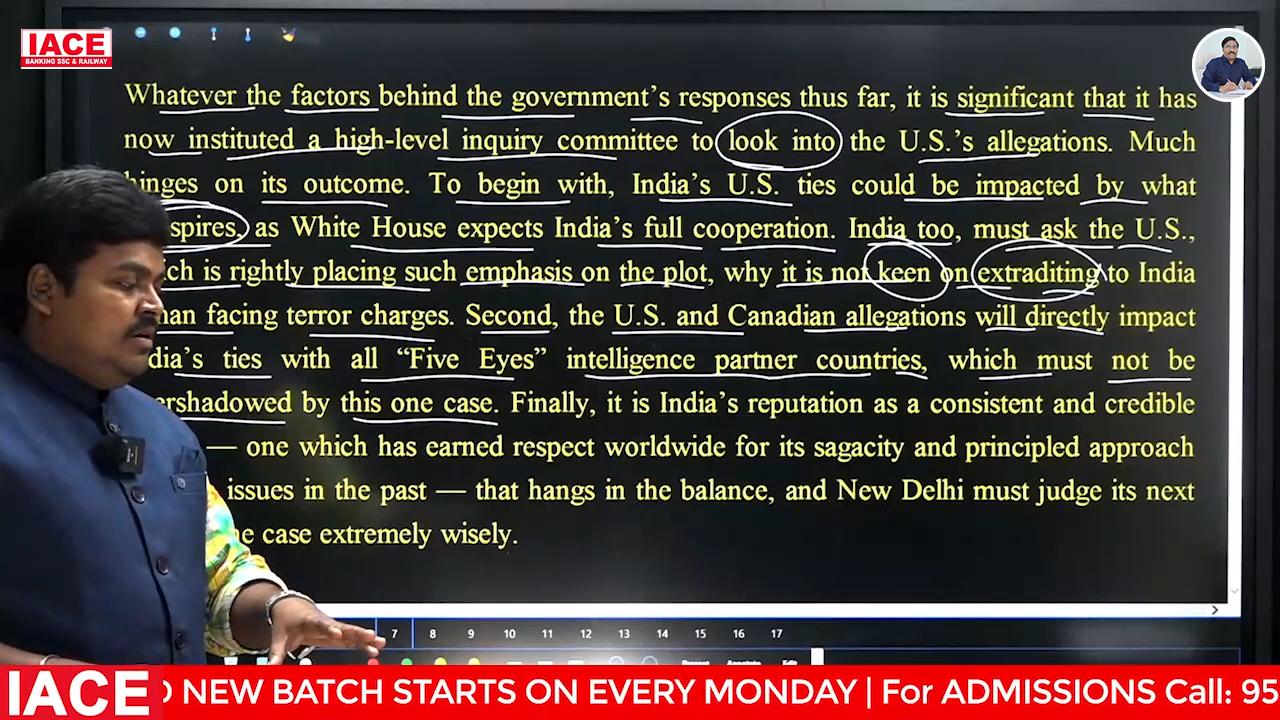 IACE
BANKING SSC & RAILWAY
Whatever the factors behind the government's responses thus far, it is significant that it has
now instituted a high-level inquiry committee to look into the U.S.'s allegations. Much
hinges on its outcome. To begin with, India's U.S. ties could be impacted by what
as White House expects India's full cooperation. India too, must ask the U.S.,
is rightly placing such emphasis on the plot, why it is not keen on extraditing to India
facing terror charges. Second, the U.S. and Canadian allegations will directly impact
ties with all “Five Eyes” intelligence partner countries, which must not be
by this one case. Finally, it is India's reputation as a consistent and credible
— one which has earned respect worldwide for its sagacity and principled approach
issues in the past — that hangs in the balance, and New Delhi must judge its next
case extremely wisely.
7 8 9 10 11 12 13 14 15 16 17
IACE NEW BATCH STARTS ON EVERY MONDAY | For ADMISSIONS Call: 95